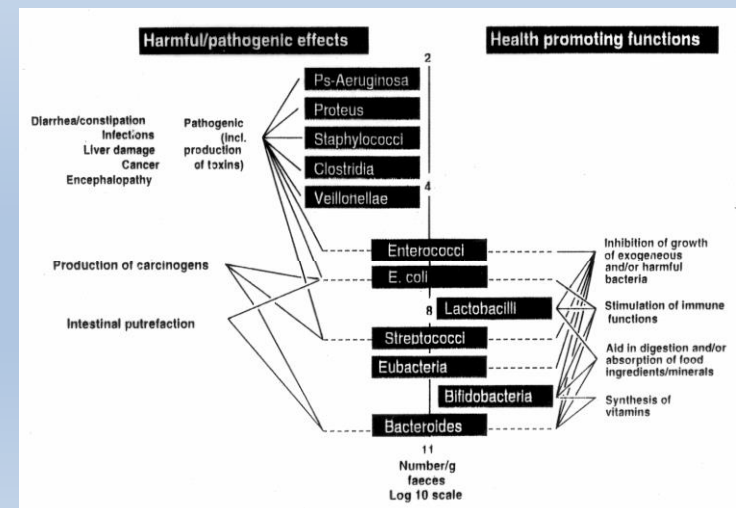 Harmful/pathogenic effects
Health promoting functions
2
Ps-Aeruginosa
Proteus
Staphylococci
Clostridia
4
Veillonellae
Diarrhea/constipation
Infections
Liver damage
Cancer
Encephalopathy
Pathogenic
(incl.
production
of toxins)
Enterococci
E. coli
8
Lactobacilli
Streptococci
Eubacteria
Bifidobacteria
Bacteroides
11
Number/g
faeces
Log 10 scale
Production of carcinogens
Intestinal putrefaction
Inhibition of growth
of exogeneous
and/or harmful
bacteria
Stimulation of immune
functions
Aid in digestion and/or
absorption of food
ingredients/minerals
Synthesis of
vitamins